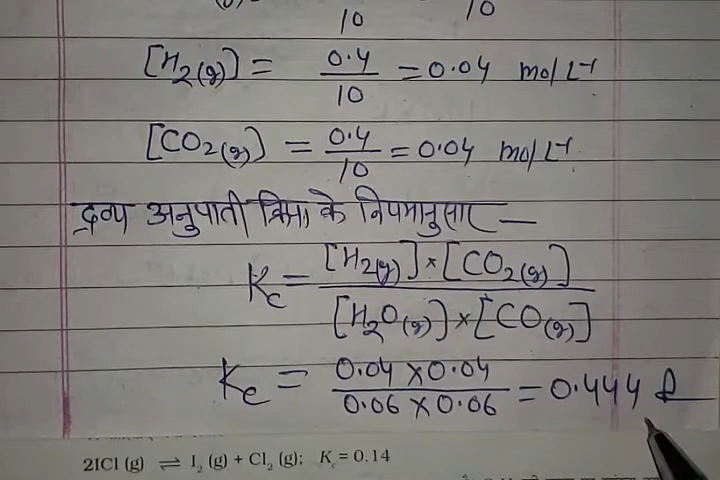 10 10
[H₂(g)] = 0.4/10 = 0.04 mol L⁻¹
[CO₂(g)] = 0.4/10 = 0.04 mol L⁻¹
द्रव्य अनुपाती क्रिया के नियमानुसार —
Kc = [H₂(g)] × [CO₂(g)] / [H₂O(g)] × [CO(g)]
Kc = 0.04 × 0.04 / 0.06 × 0.06 = 0.444
2ICl (g) ⇌ I₂ (g) + Cl₂ (g); Kc = 0.14